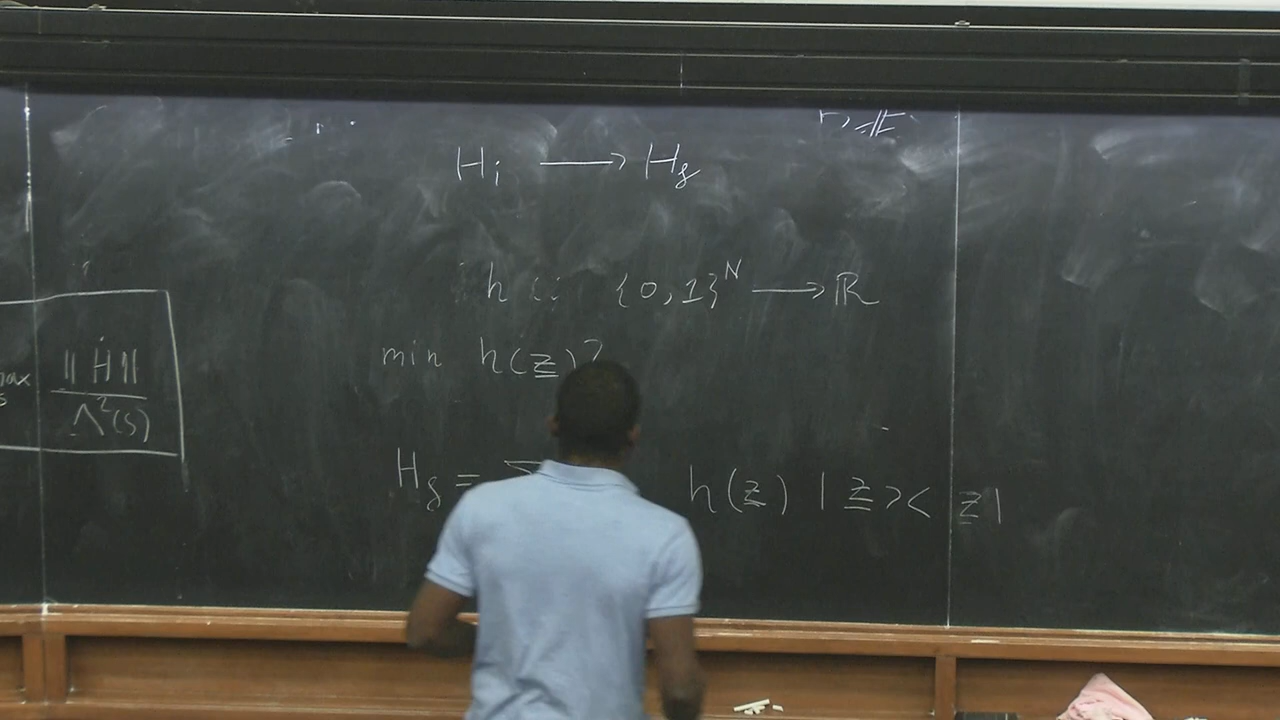 H_i ⟶ H_f
h : {0,1}^N ⟶ ℝ
min h(z)?
‖Ḣ‖
Λ²(s)
H_f = Σ h(z) |z><z|